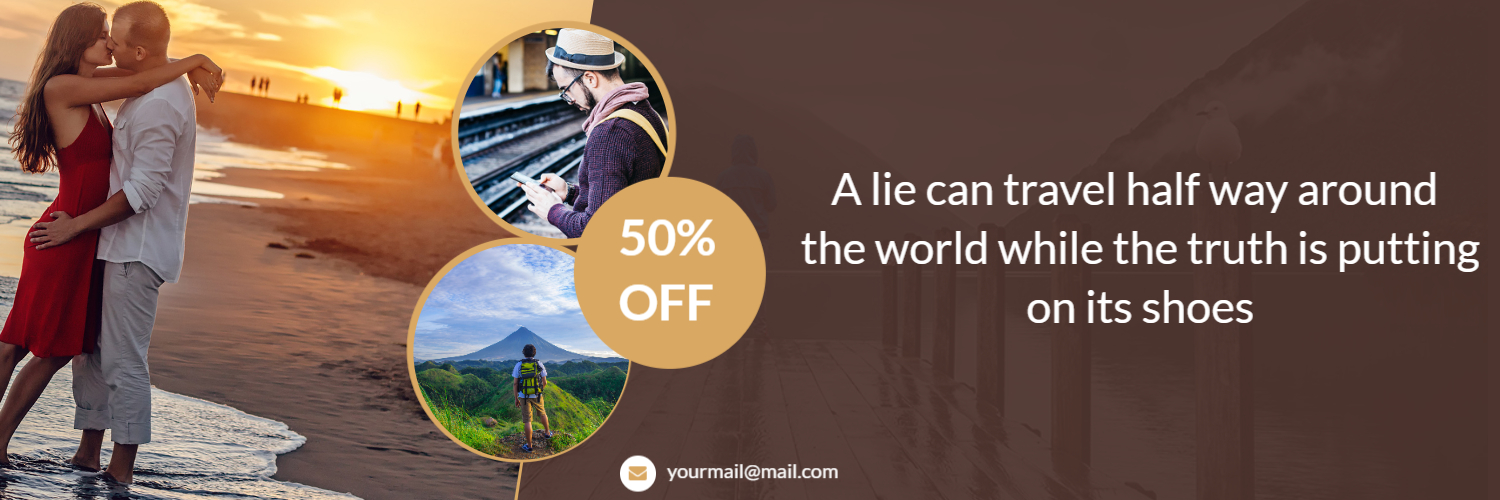 50%
OFF
A lie can travel half way around
the world while the truth is putting
on its shoes
yourmail@mail.com